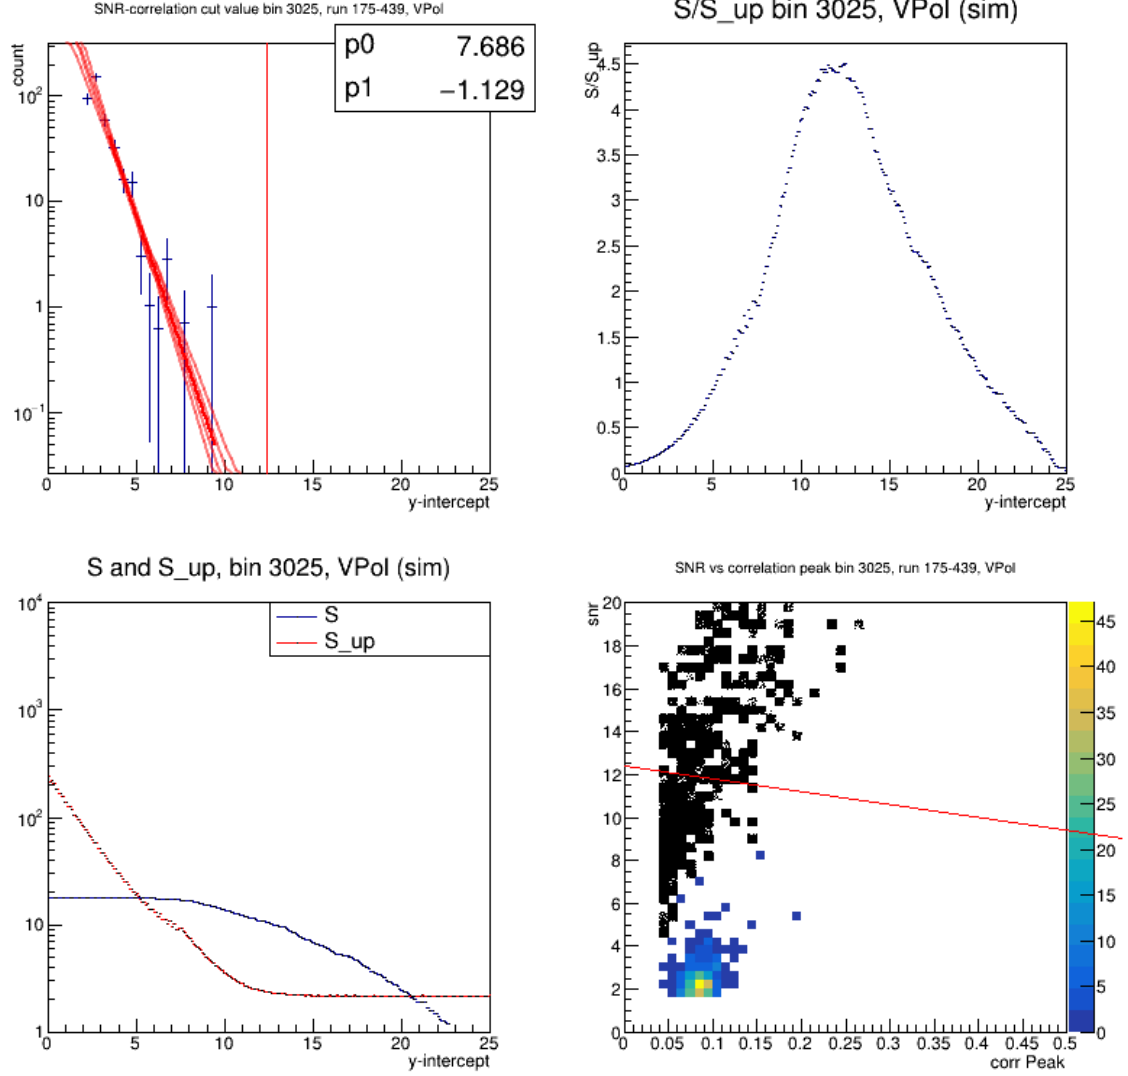 SNR-correlation cut value bin 3025, run 175-439, VPol
p0 7.686
p1 −1.129
count
10²
10
1
10⁻¹
0 5 10 15 20 25
y-intercept
S/S_up bin 3025, VPol (sim)
S/S_up
4.5
4
3.5
3
2.5
2
1.5
1
0.5
0
0 5 10 15 20 25
y-intercept
S and S_up, bin 3025, VPol (sim)
S
S_up
10⁴
10³
10²
10
1
0 5 10 15 20 25
y-intercept
SNR vs correlation peak bin 3025, run 175-439, VPol
snr
20
18
16
14
12
10
8
6
4
2
0
0 0.05 0.1 0.15 0.2 0.25 0.3 0.35 0.4 0.45 0.5
corr Peak
45
40
35
30
25
20
15
10
5
0